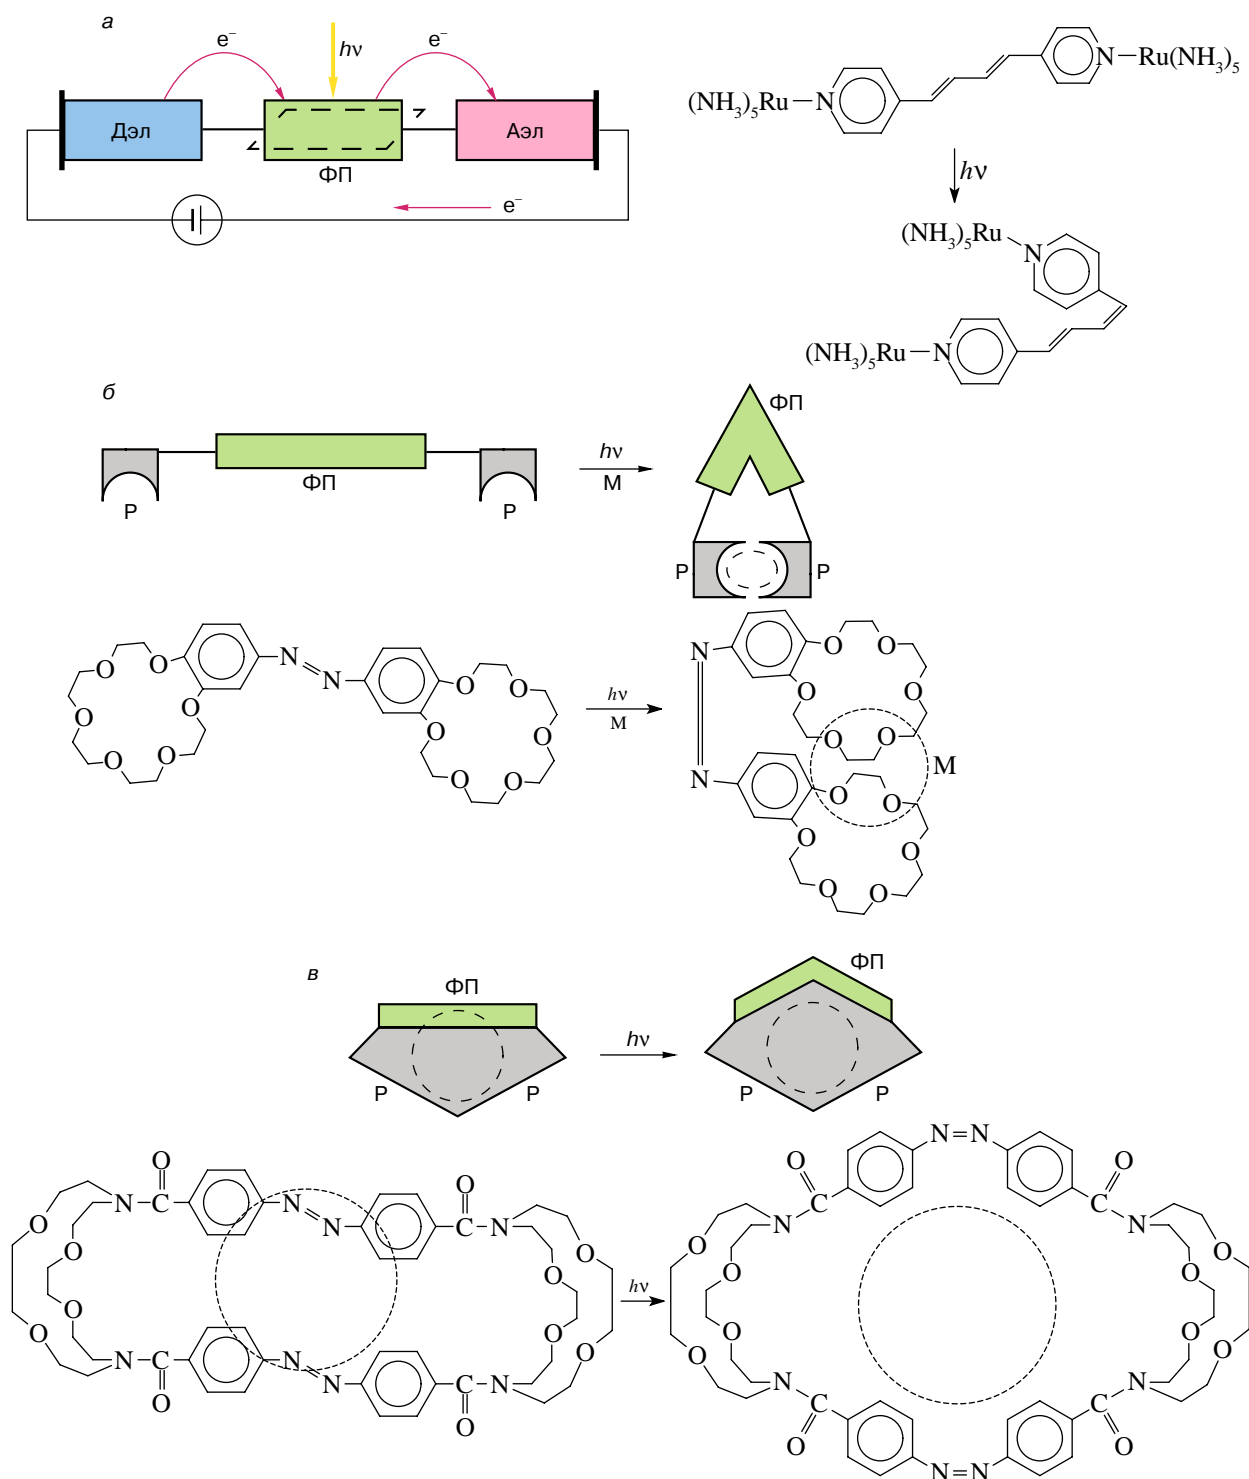 а
e⁻ hν e⁻
Дэл ФП Аэл
e⁻
(NH₃)₅Ru—N N—Ru(NH₃)₅
hν
(NH₃)₅Ru N
(NH₃)₅Ru—N
б
P ФП P
hν
M
ФП
P P
O O O O O O O N=N O O O O O O O
hν
M
N O O O O O O O
N O O O O O O O
M
в
ФП
P P
hν
ФП
P P
O O
N—C N=N C—N
O O O O
O O O O
N—C N=N C—N
O O
hν
N=N
O O
N C C N
O O O O
O O O O
N C C N
O O
N=N